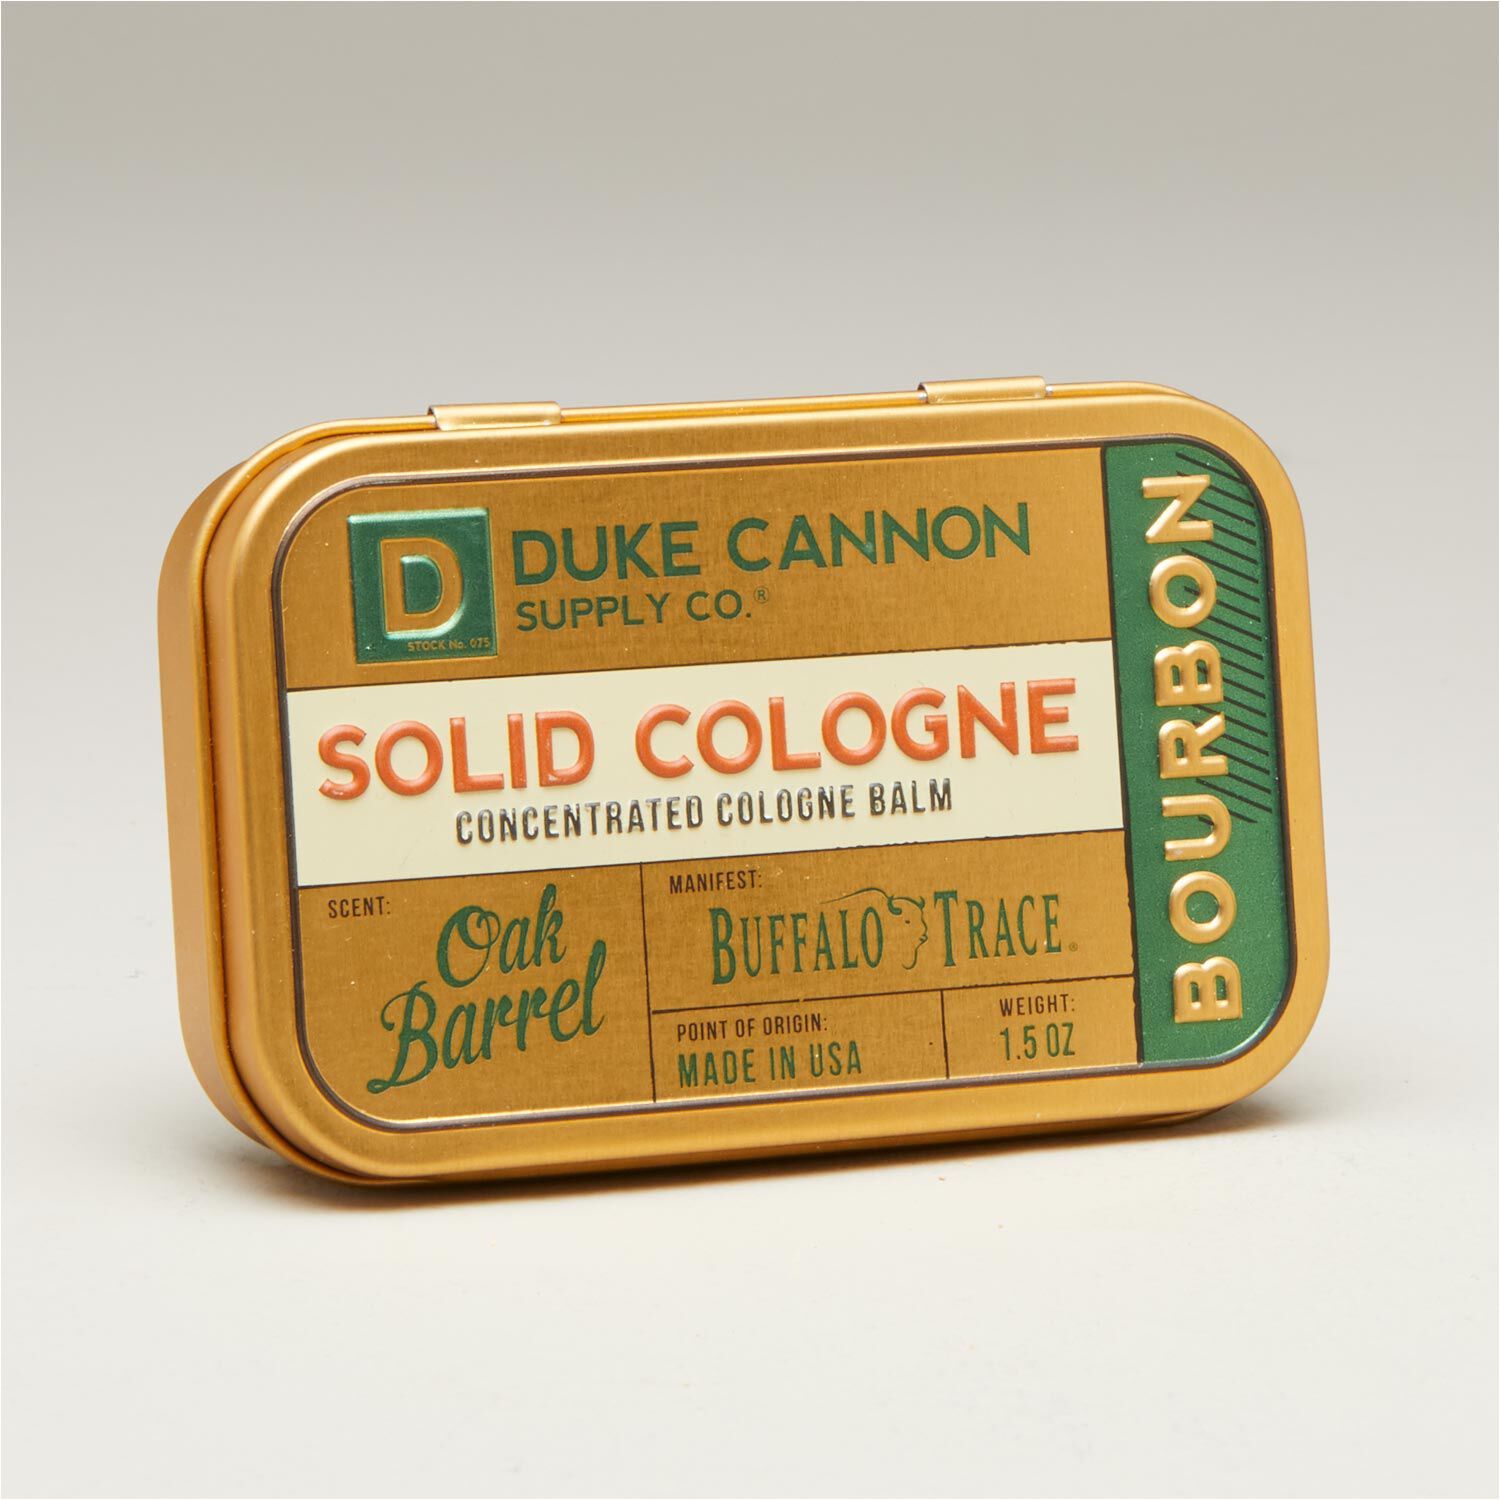 D
STOCK No. 075
DUKE CANNON
SUPPLY CO.®
SOLID COLOGNE
CONCENTRATED COLOGNE BALM
SCENT:
Oak
Barrel
MANIFEST:
BUFFALO TRACE®
POINT OF ORIGIN:
MADE IN USA
WEIGHT:
1.5 OZ
BOURBON